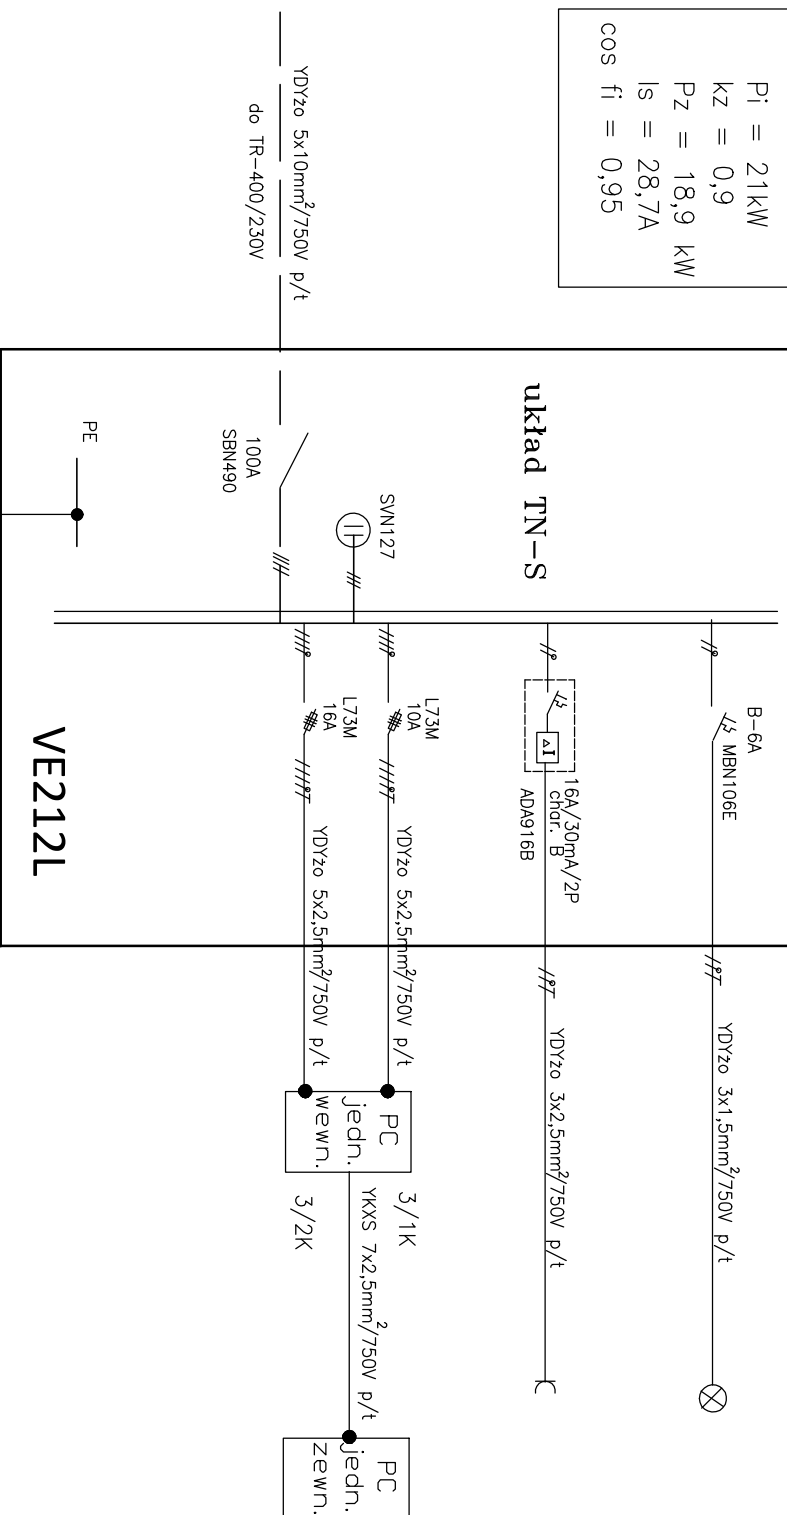 Pi = 21kW
kz = 0,9
Pz = 18,9 kW
Is = 28,7A
cos fi = 0,95
YDYżo 5x10mm²/750V p/t
do TR-400/230V
układ TN-S
PE
100A
SBN490
SVN127
B-6A
MBN106E
16A/30mA/2P
char. B
ADA916B
L73M
10A
L73M
16A
VE212L
YDYżo 3x1,5mm²/750V p/t
YDYżo 3x2,5mm²/750V p/t
YDYżo 5x2,5mm²/750V p/t
YDYżo 5x2,5mm²/750V p/t
PC
jedn.
wewn.
3/1K
3/2K
YKXS 7x2,5mm²/750V p/t
PC
jedn.
zewn.